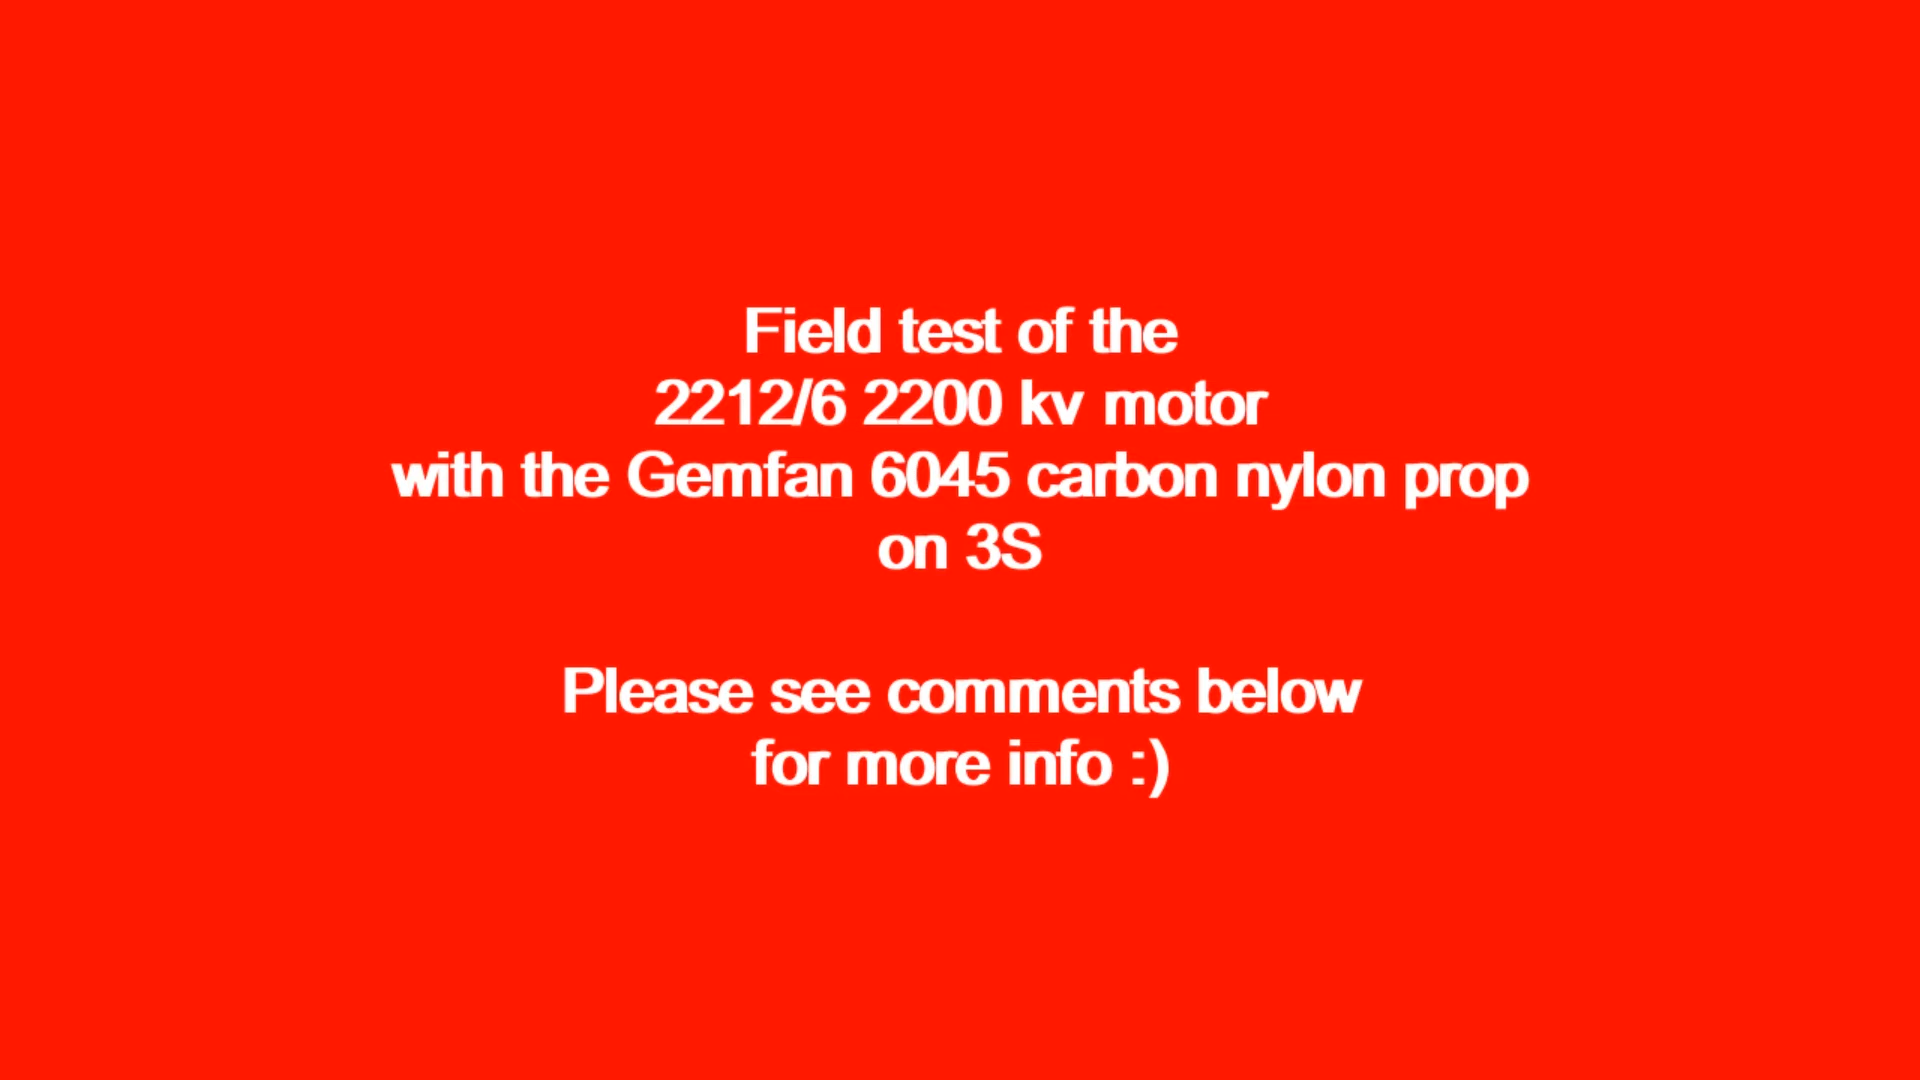 Field test of the
2212/6 2200 kv motor
with the Gemfan 6045 carbon nylon prop
on 3S
Please see comments below
for more info :)